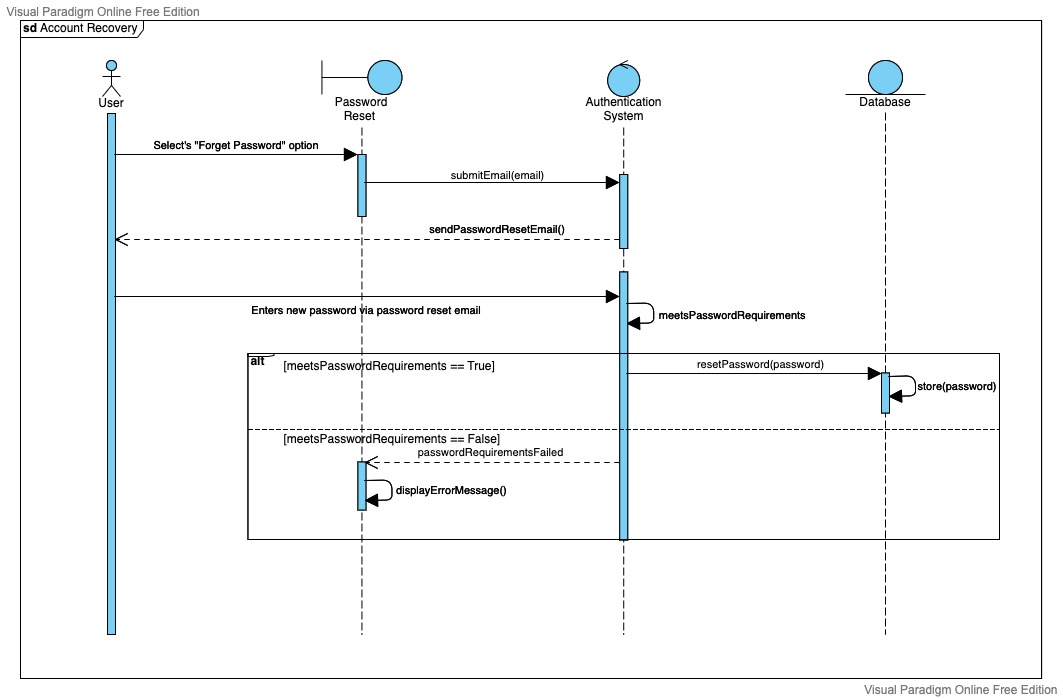 Visual Paradigm Online Free Edition
sd Account Recovery
User
Password
Reset
Authentication
System
Database
Select's "Forget Password" option
submitEmail(email)
sendPasswordResetEmail()
Enters new password via password reset email
meetsPasswordRequirements
alt
[meetsPasswordRequirements == True]
resetPassword(password)
store(password)
[meetsPasswordRequirements == False]
passwordRequirementsFailed
displayErrorMessage()
Visual Paradigm Online Free Edition